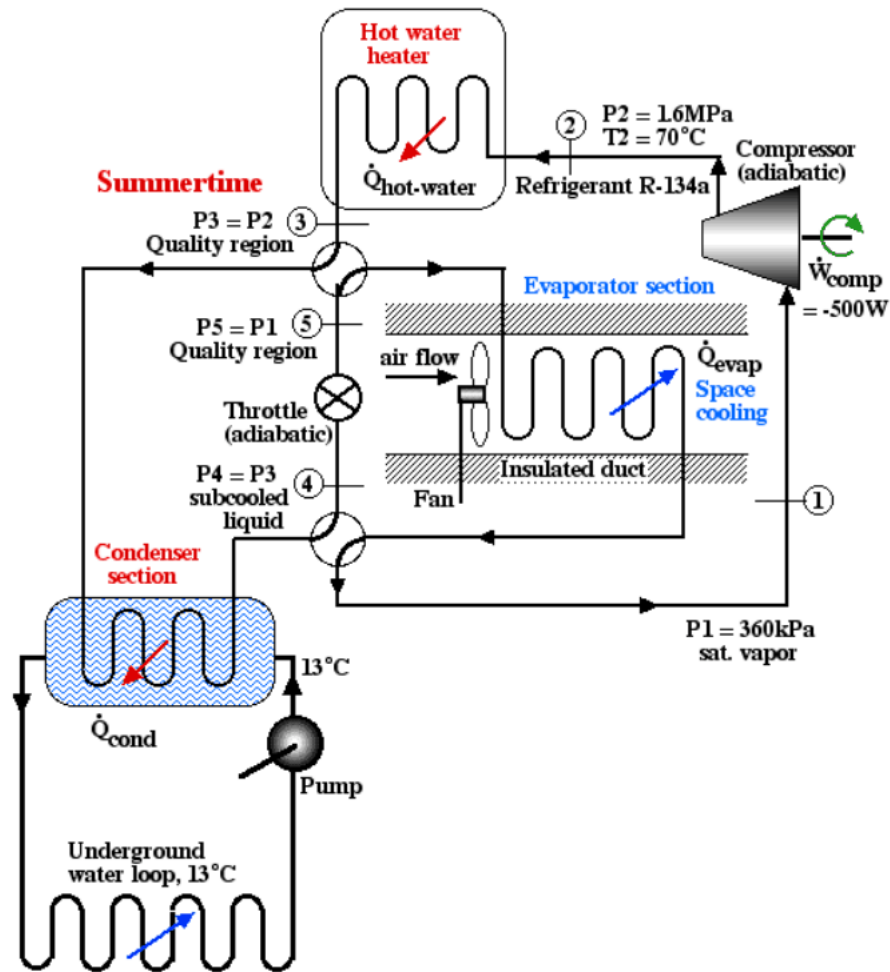 Hot water
heater
Q̇hot-water
2
P2 = 1.6MPa
T2 = 70°C
Refrigerant R-134a
Compressor
(adiabatic)
Ẇcomp
= -500W
Summertime
P3 = P2
Quality region
3
Evaporator section
P5 = P1
Quality region
5
air flow
Q̇evap
Space
cooling
Throttle
(adiabatic)
Insulated duct
Fan
P4 = P3
subcooled
liquid
4
1
P1 = 360kPa
sat. vapor
Condenser
section
13°C
Q̇cond
Pump
Underground
water loop, 13°C